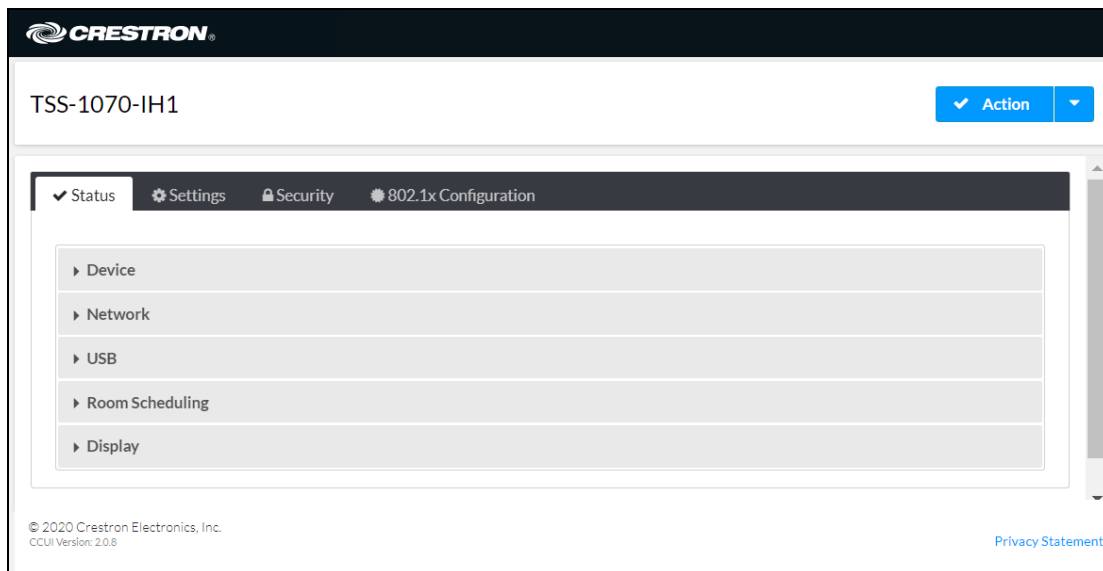 CRESTRON®
TSS-1070-IH1
Action
Status Settings Security 802.1x Configuration
Device
Network
USB
Room Scheduling
Display
© 2020 Crestron Electronics, Inc.
CCUI Version: 2.0.8
Privacy Statement